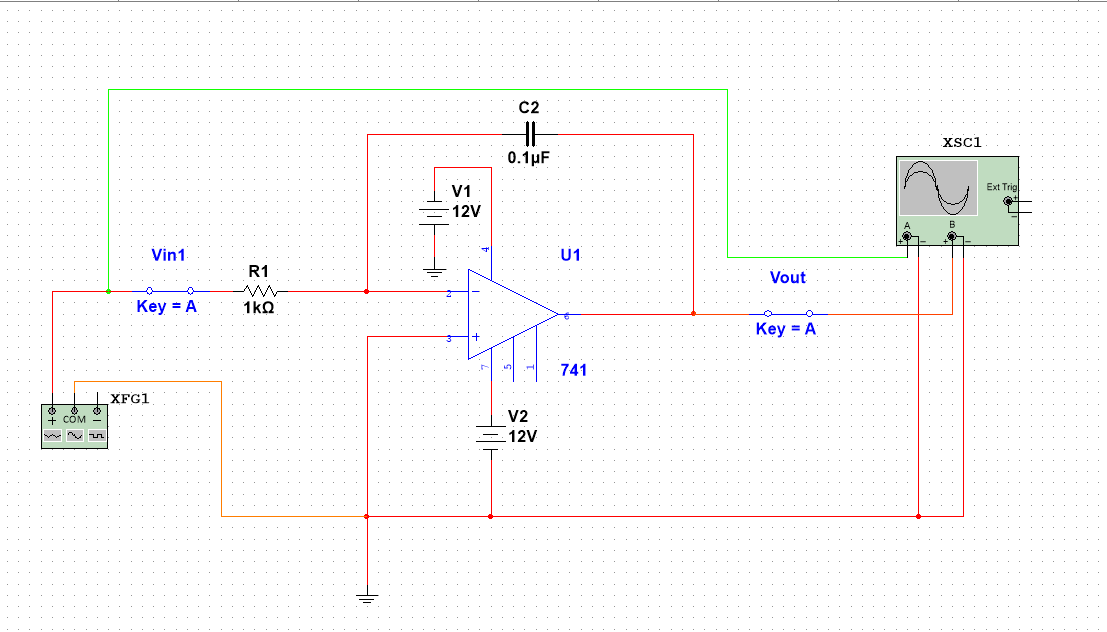 C2
0.1µF
XSC1
V1
12V
Ext Trig
+
−
A
B
+
−
+
−
4
Vin1
U1
R1
Vout
Key = A
1kΩ
2
−
6
Key = A
3
+
7
5
1
741
XFG1
+
COM
−
V2
12V